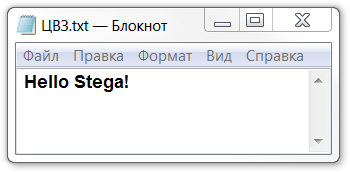 ЦВЗ.txt — Блокнот
Файл Правка Формат Вид Справка
Hello Stega!